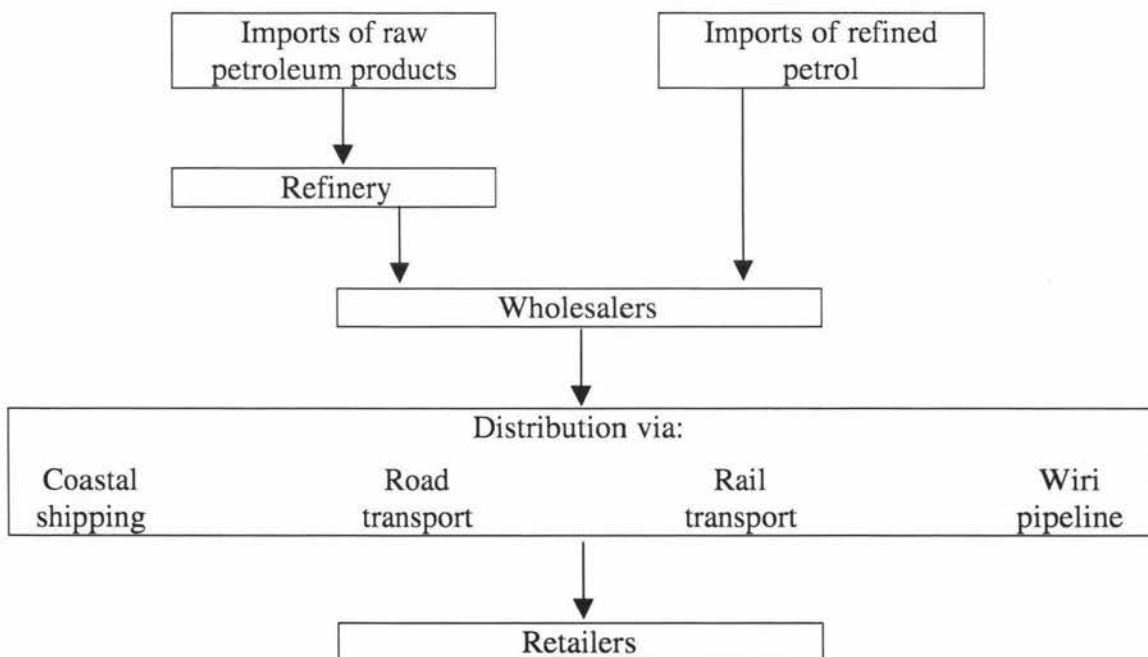 Imports of raw
petroleum products
Imports of refined
petrol
Refinery
Wholesalers
Distribution via:
Coastal
shipping
Road
transport
Rail
transport
Wiri
pipeline
Retailers